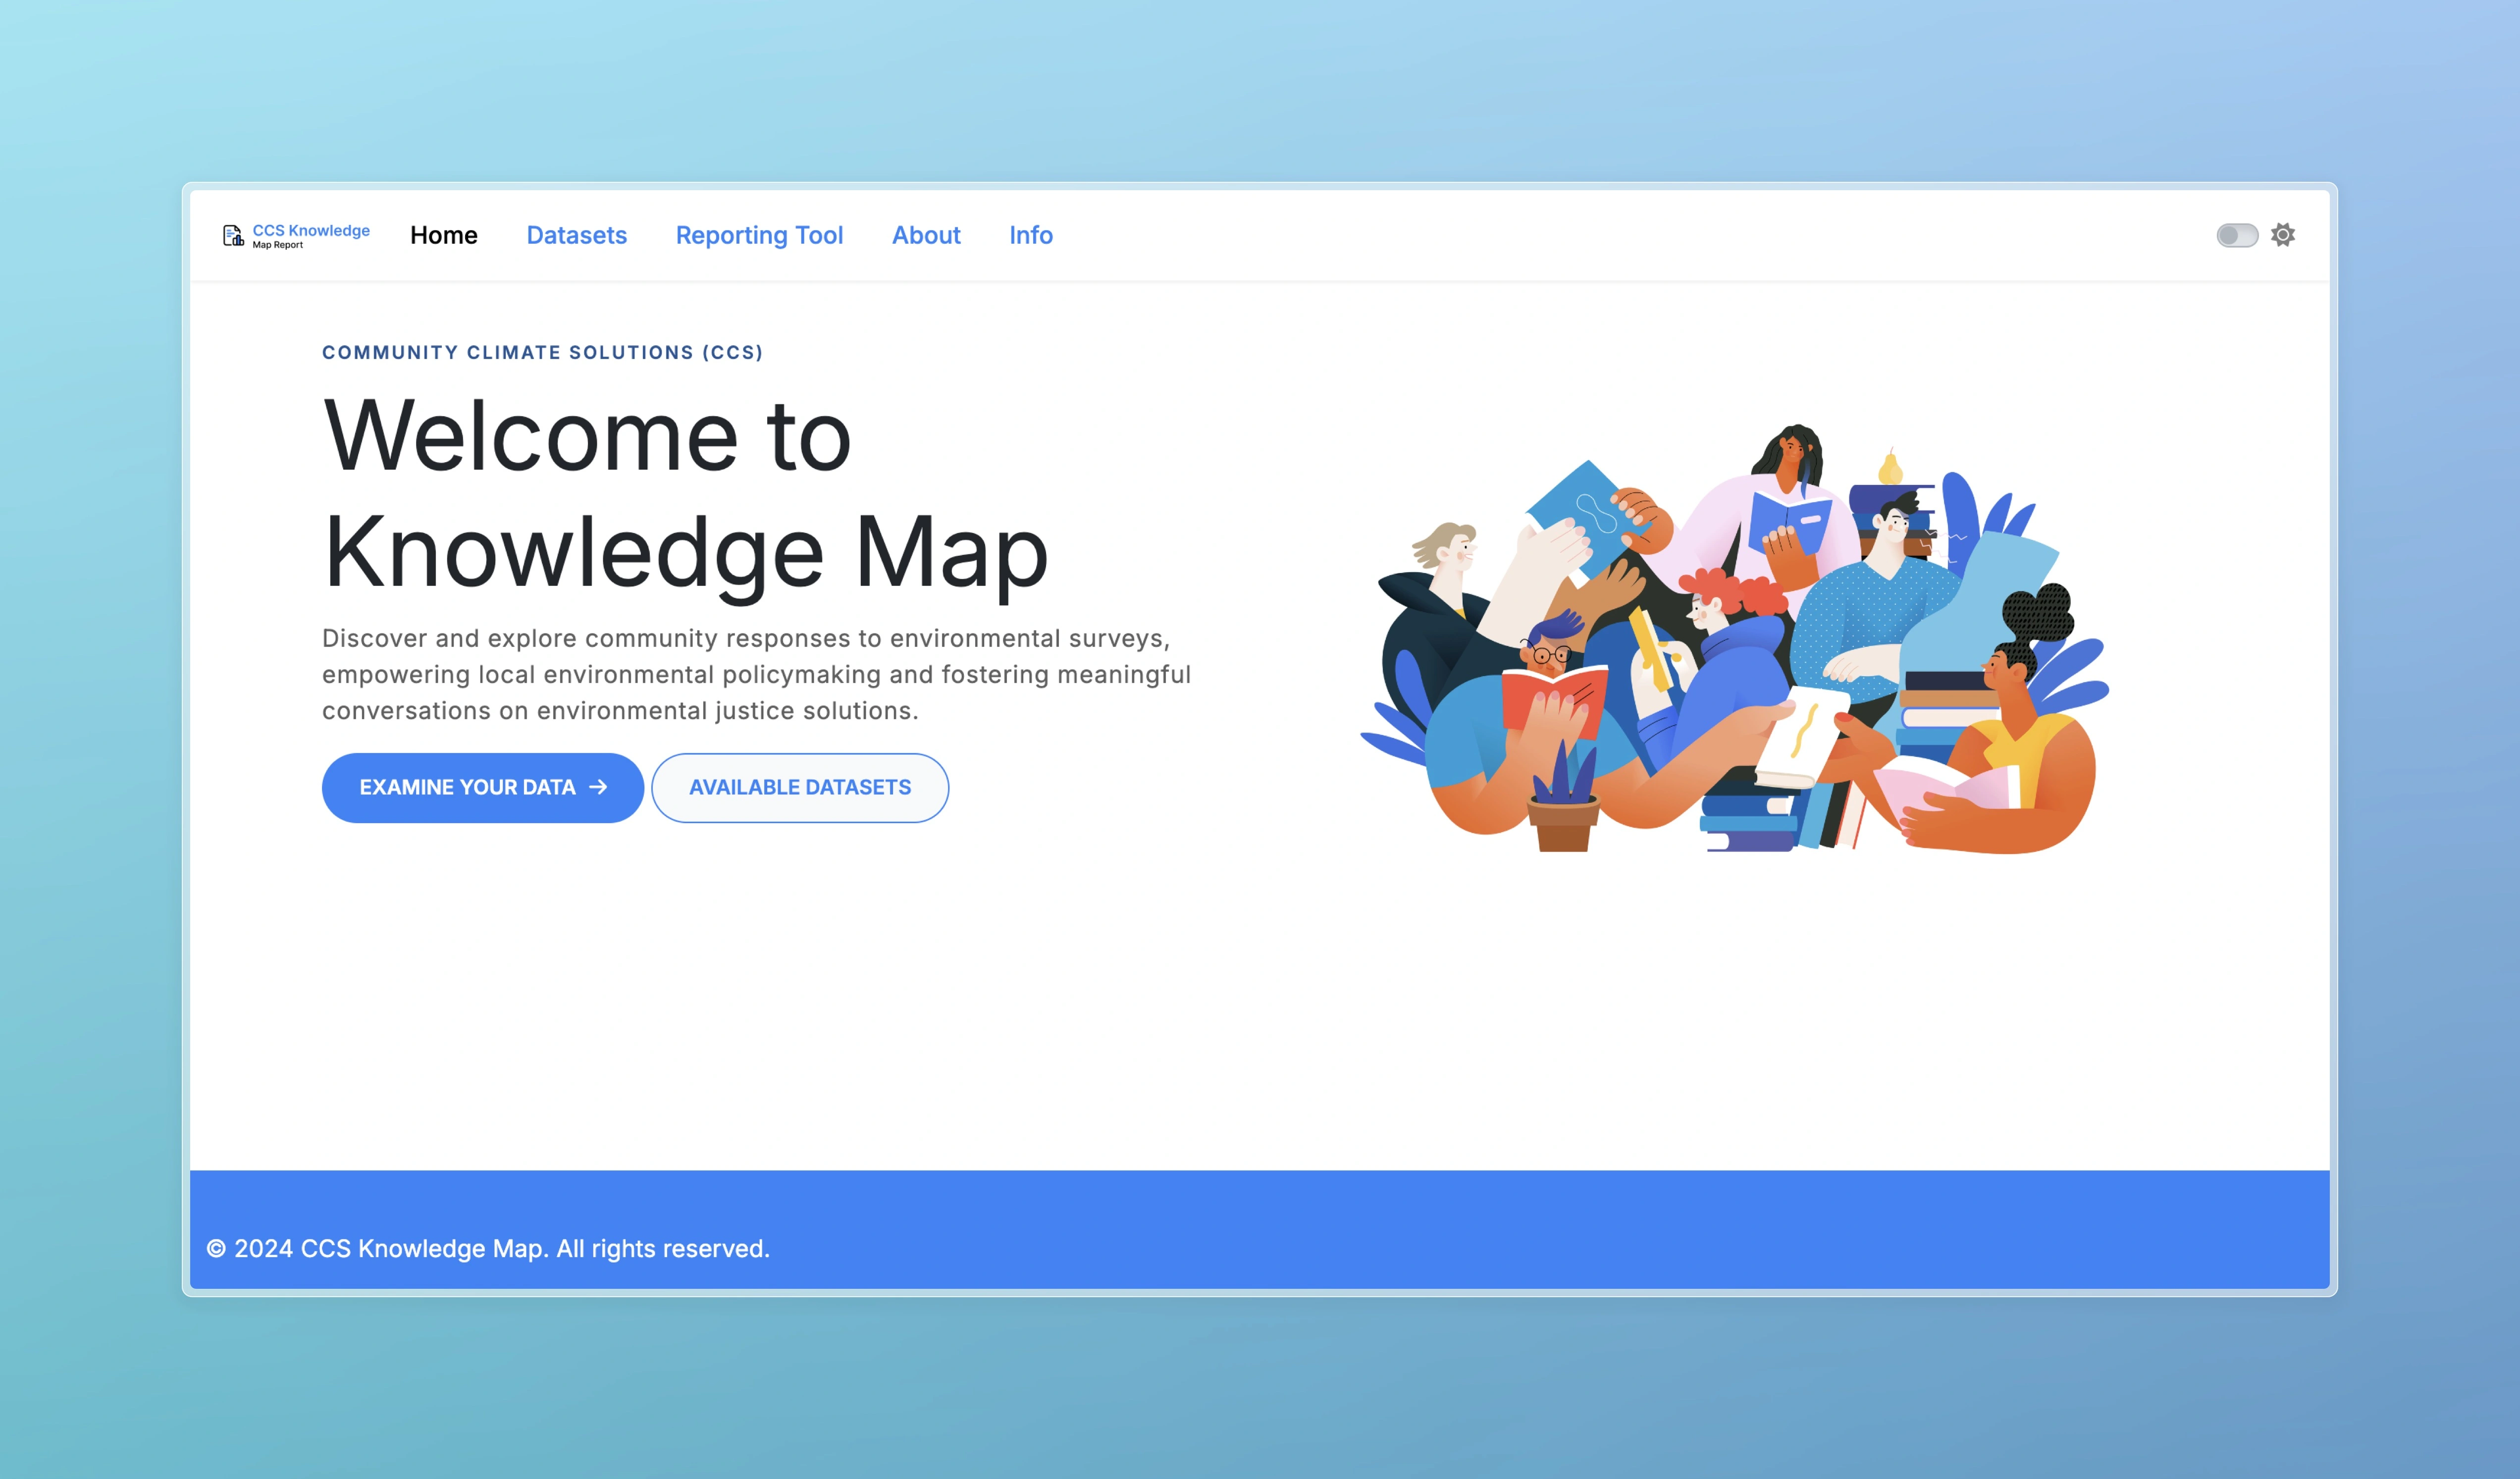 CCS Knowledge
Map Report
Home
Datasets
Reporting Tool
About
Info
COMMUNITY CLIMATE SOLUTIONS (CCS)
Welcome to
Knowledge Map
Discover and explore community responses to environmental surveys,
empowering local environmental policymaking and fostering meaningful
conversations on environmental justice solutions.
EXAMINE YOUR DATA →
AVAILABLE DATASETS
© 2024 CCS Knowledge Map. All rights reserved.